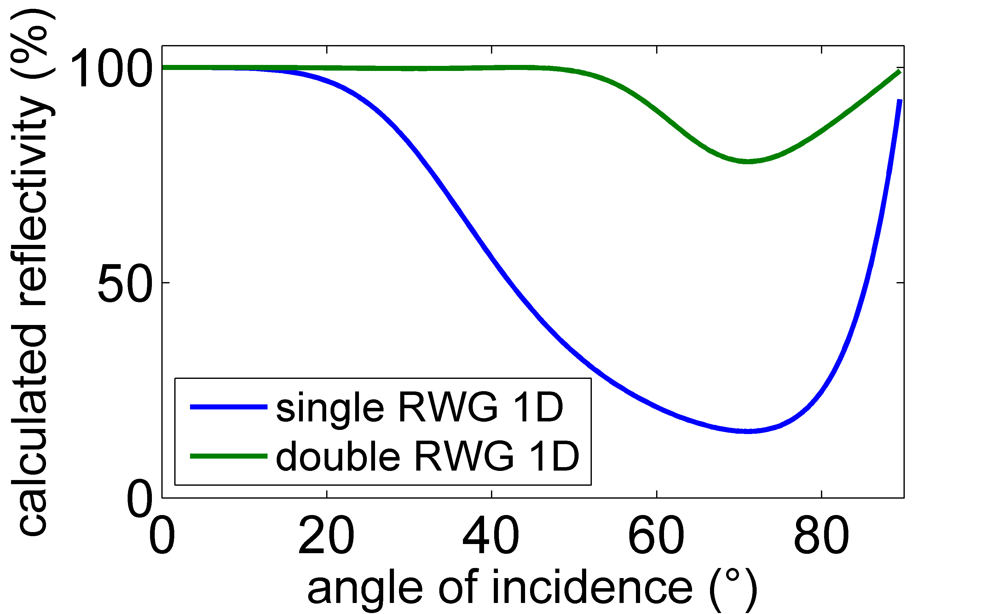 calculated reflectivity (%)
100
50
0
single RWG 1D
double RWG 1D
0 20 40 60 80
angle of incidence (°)